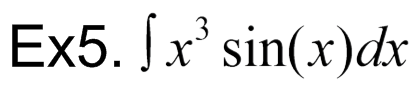 Ex5. ∫ x³ sin(x)dx